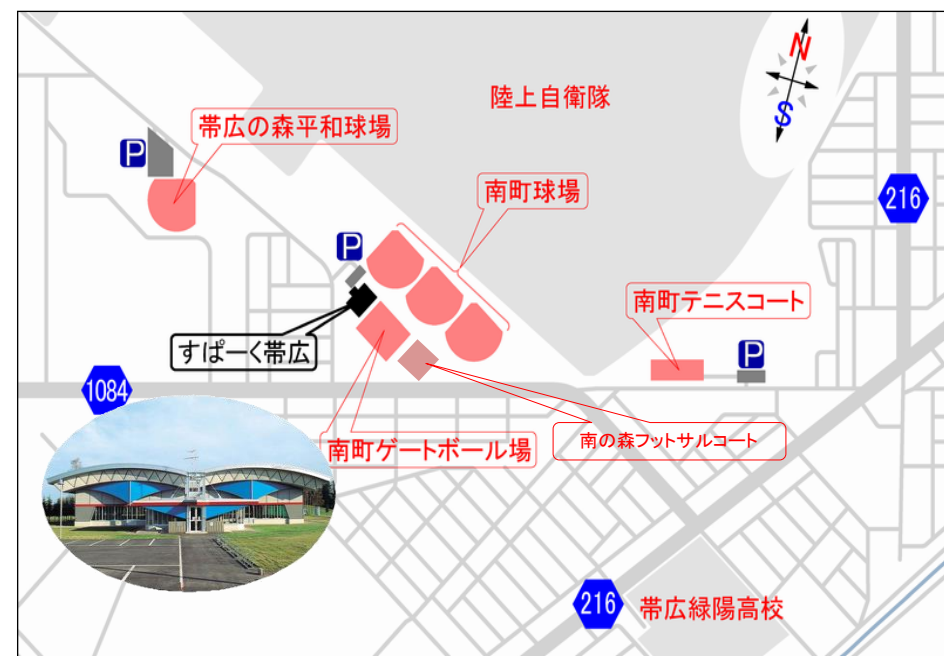 N
S
陸上自衛隊
帯広の森平和球場
P
南町球場
216
P
南町テニスコート
すぱーく帯広
P
1084
南町ゲートボール場
南の森フットサルコート
216
帯広緑陽高校